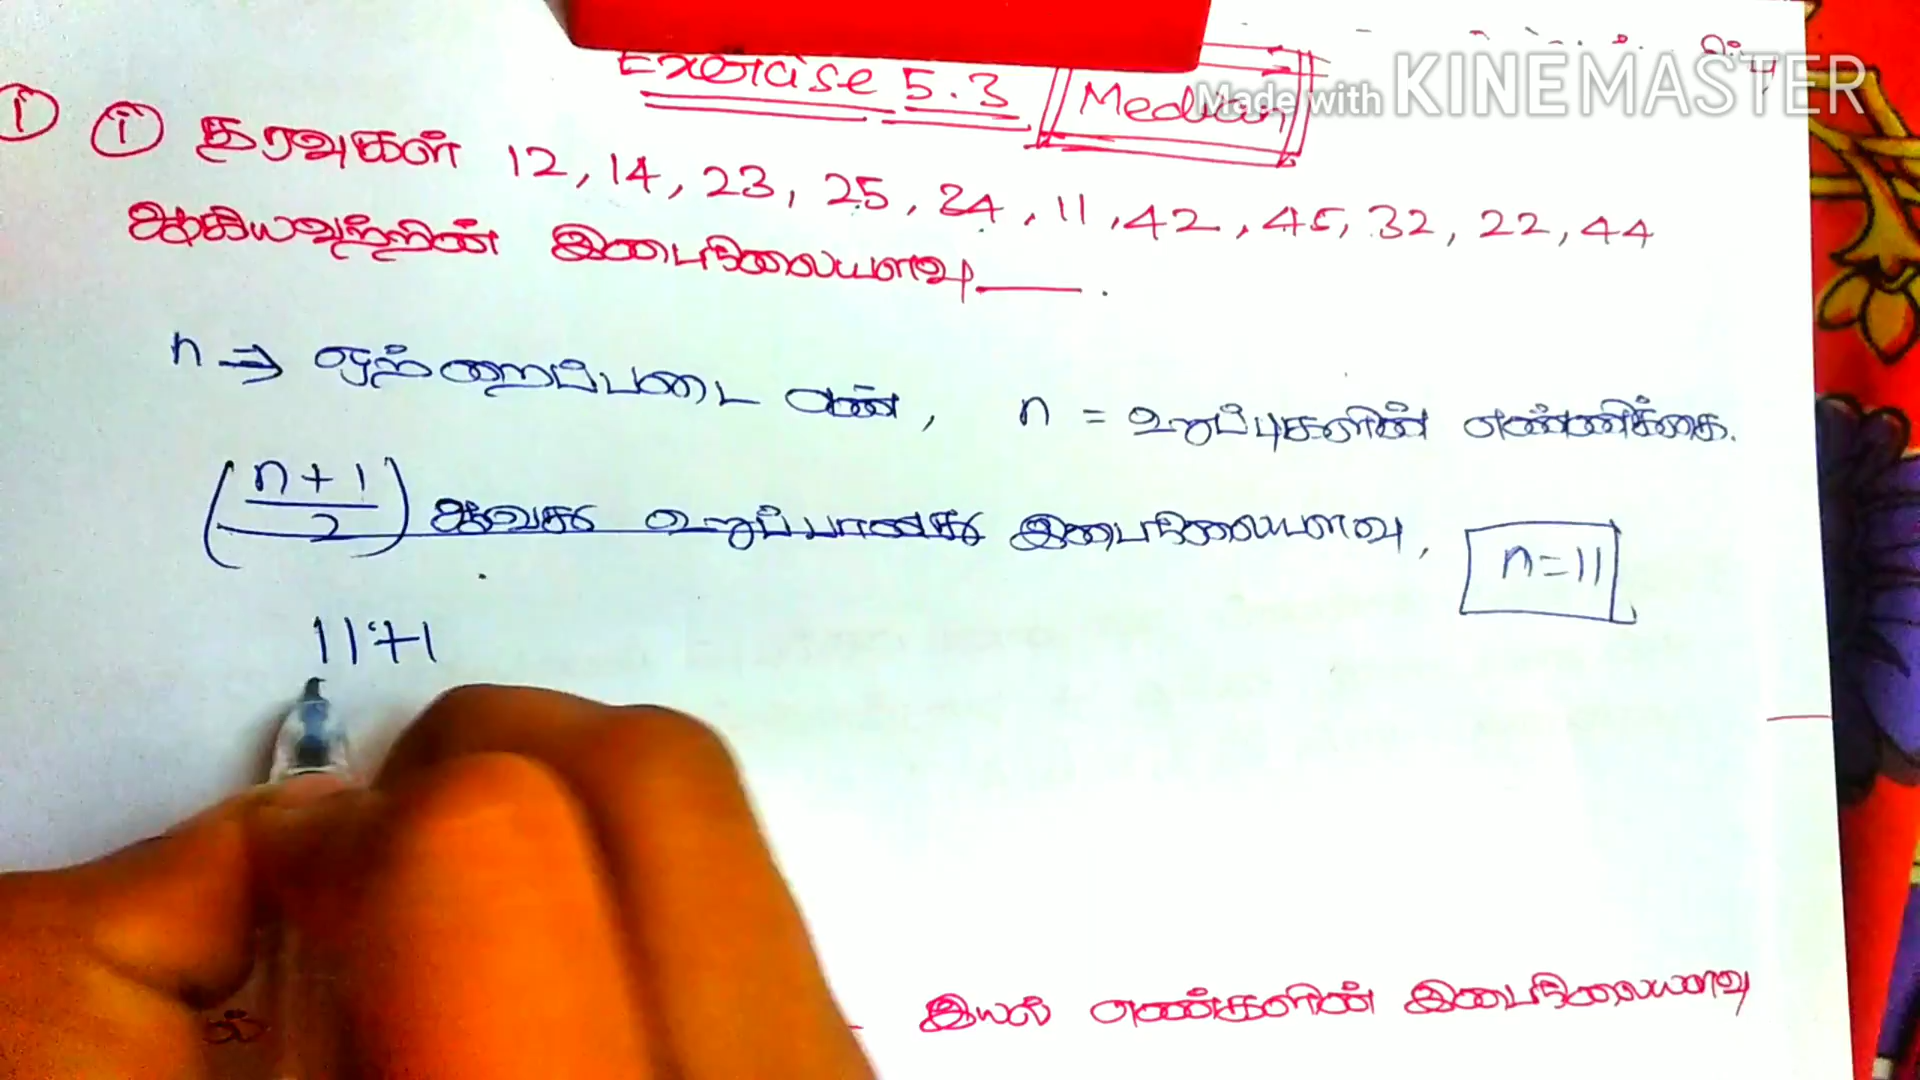 Exercise 5.3 Median
Made with KINEMASTER
① ⓘ தரவுகள் 12, 14, 23, 25, 34, 11, 42, 45, 32, 22, 44
ஆகியவற்றின் இடைநிலையளவு ____ .
n ⇒ ஒற்றைப்படை எண், n = உறுப்புகளின் எண்ணிக்கை.
(n+1/2) ஆவது உறுப்பானது இடைநிலையளவு, n=11
11+1
இயல் எண்களின் இடைநிலையளவு